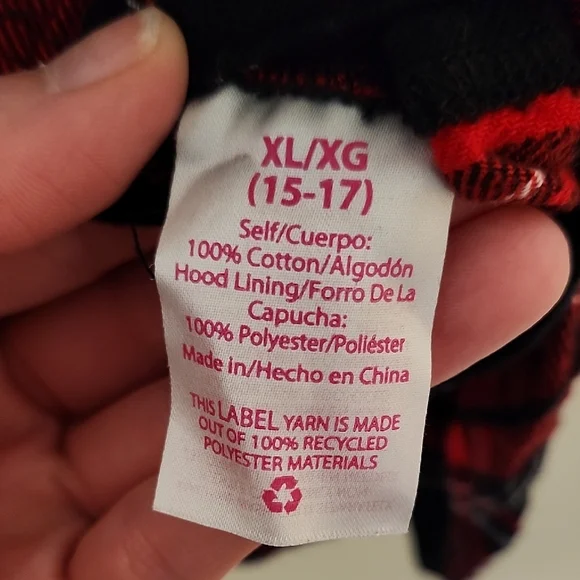 XL/XG
(15-17)
Self/Cuerpo:
100% Cotton/Algodón
Hood Lining/Forro De La
Capucha:
100% Polyester/Poliéster
Made in/Hecho en China
THIS LABEL YARN IS MADE
OUT OF 100% RECYCLED
POLYESTER MATERIALS